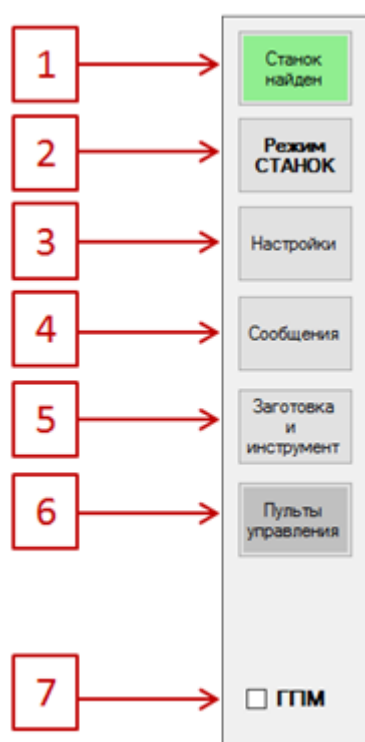 1
Станок
найден
2
Режим
СТАНОК
3
Настройки
4
Сообщения
5
Заготовка
и
инструмент
6
Пульты
управления
7
ГПМ